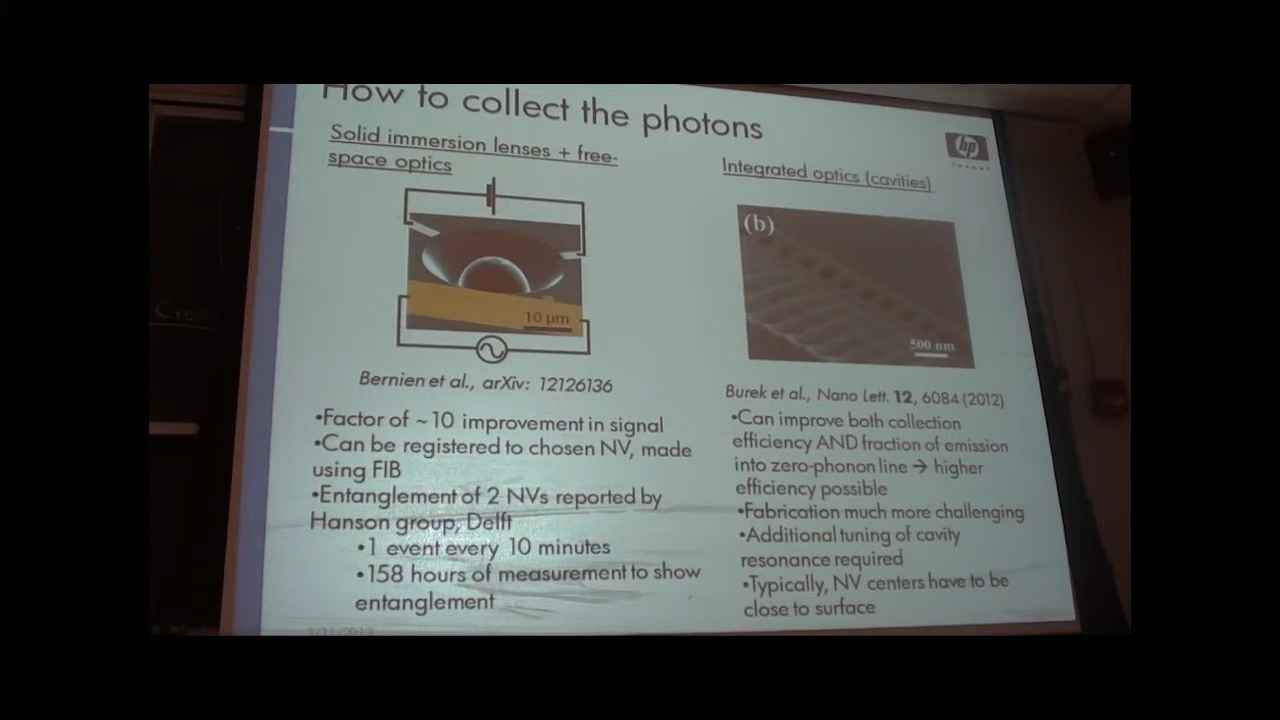 How to collect the photons
Solid immersion lenses + free-
space optics
10 µm
Bernien et al., arXiv: 12126136
•Factor of ~10 improvement in signal
•Can be registered to chosen NV, made
using FIB
•Entanglement of 2 NVs reported by
Hanson group, Delft
•1 event every 10 minutes
•158 hours of measurement to show
entanglement
hp
Integrated optics (cavities)
(b)
500 nm
Burek et al., Nano Lett. 12, 6084 (2012)
•Can improve both collection
efficiency AND fraction of emission
into zero-phonon line → higher
efficiency possible
•Fabrication much more challenging
•Additional tuning of cavity
resonance required
•Typically, NV centers have to be
close to surface